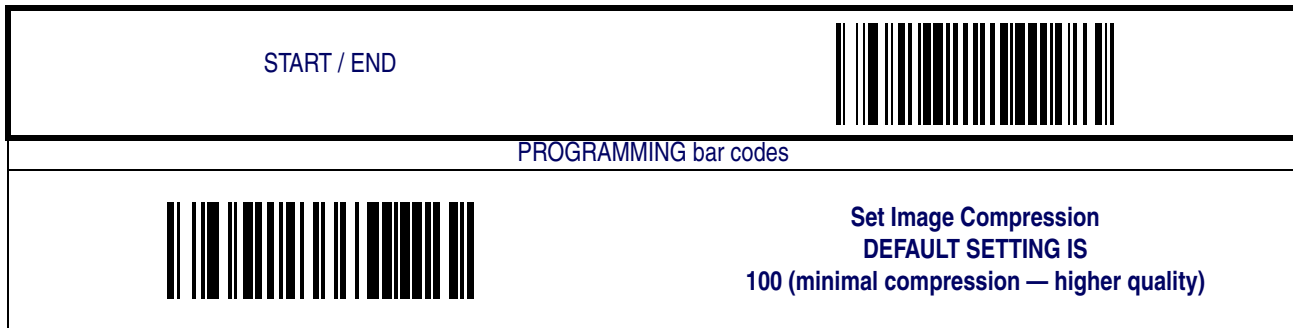 START / END
PROGRAMMING bar codes
Set Image Compression
DEFAULT SETTING IS
100 (minimal compression — higher quality)